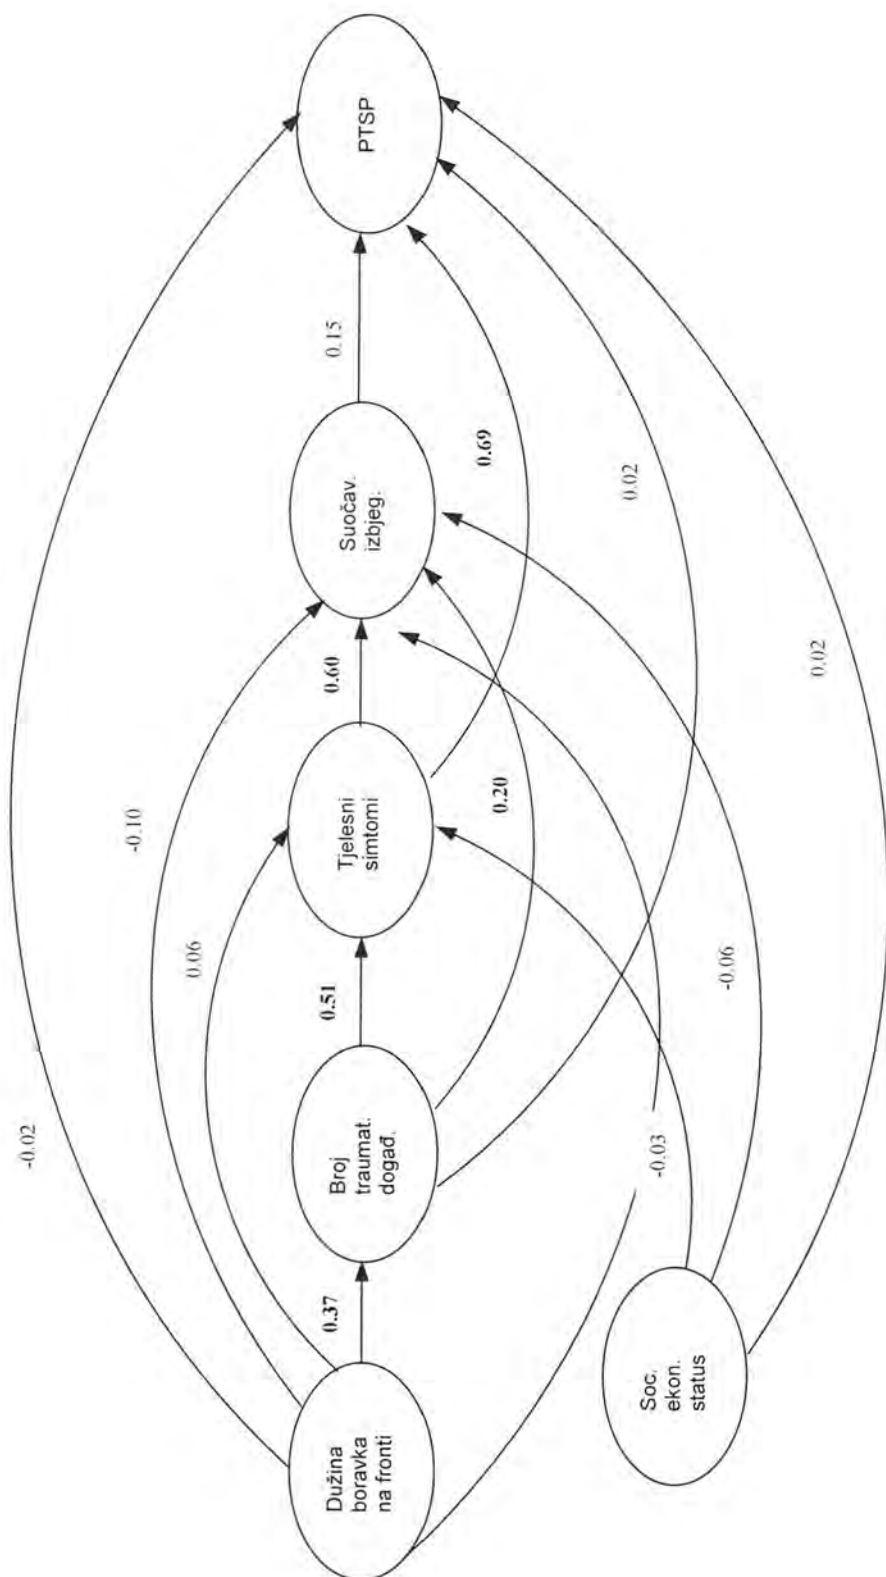 PTSP
0.15
Suočav.
izbjeg.
0.69
0.02
0.60
0.02
-0.10
Tjelesni
simtomi
0.20
0.06
0.51
-0.06
-0.02
Broj
traumat.
događ.
-0.03
0.37
Dužina
boravka
na fronti
Soc.
ekon.
status